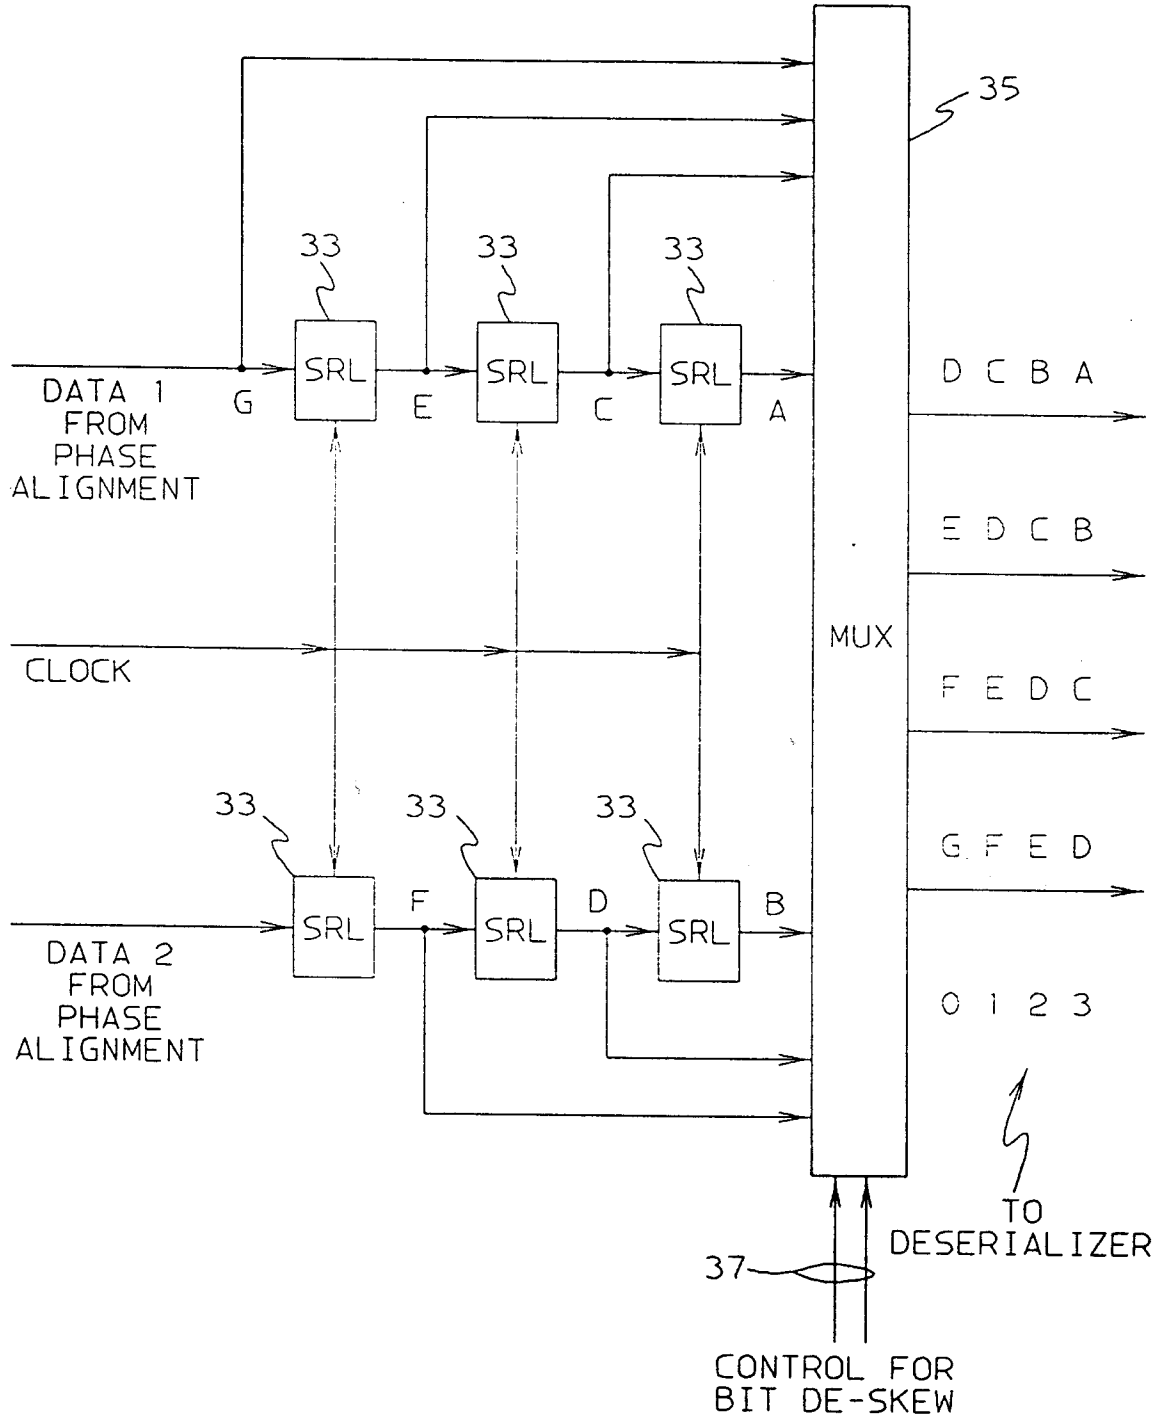 35
33 33 33
SRL SRL SRL
D C B A
G E C A
DATA 1
FROM
PHASE
ALIGNMENT
E D C B
MUX
CLOCK
F E D C
33 33 33
G F E D
F D B
SRL SRL SRL
DATA 2
FROM
PHASE
ALIGNMENT
0 1 2 3
TO
DESERIALIZER
37
CONTROL FOR
BIT DE-SKEW